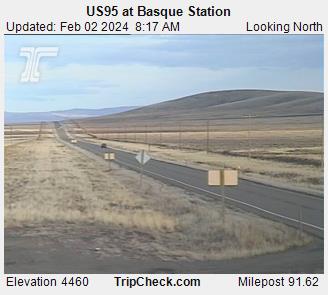 US95 at Basque Station
Updated: Feb 02 2024 8:17 AM Looking North
Elevation 4460 TripCheck.com Milepost 91.62